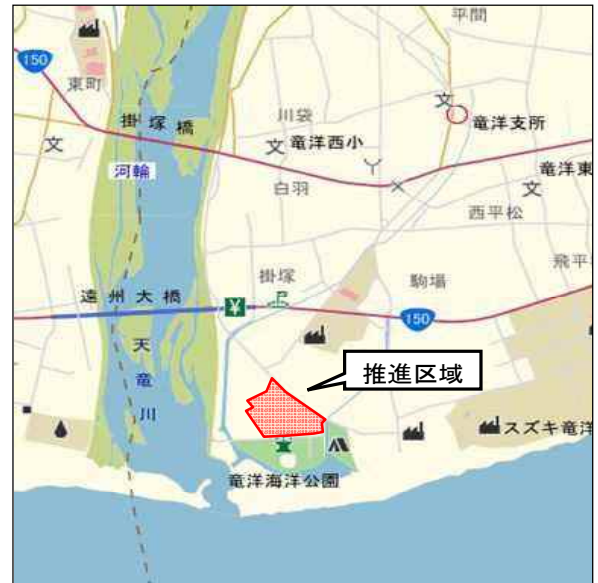 平間
150
東町
川袋
掛塚橋
文
竜洋支所
文
文 竜洋西小
竜洋東
河輪
文
白羽
西平松
飛平
掛塚
駒場
遠州大橋
¥
150
天竜川
推進区域
スズキ竜洋
竜洋海洋公園